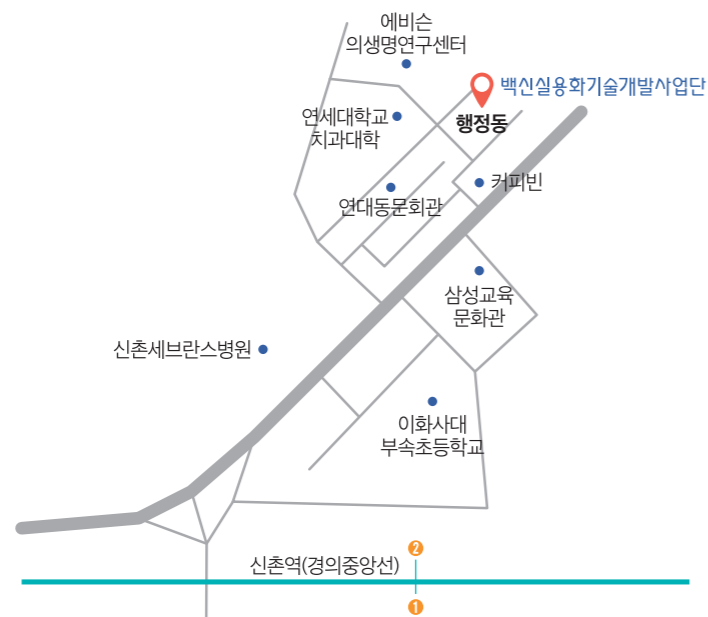 에비슨
의생명연구센터
백신실용화기술개발사업단
행정동
연세대학교
치과대학
커피빈
연대동문회관
삼성교육
문화관
신촌세브란스병원
이화사대
부속초등학교
2
신촌역(경의중앙선)
1